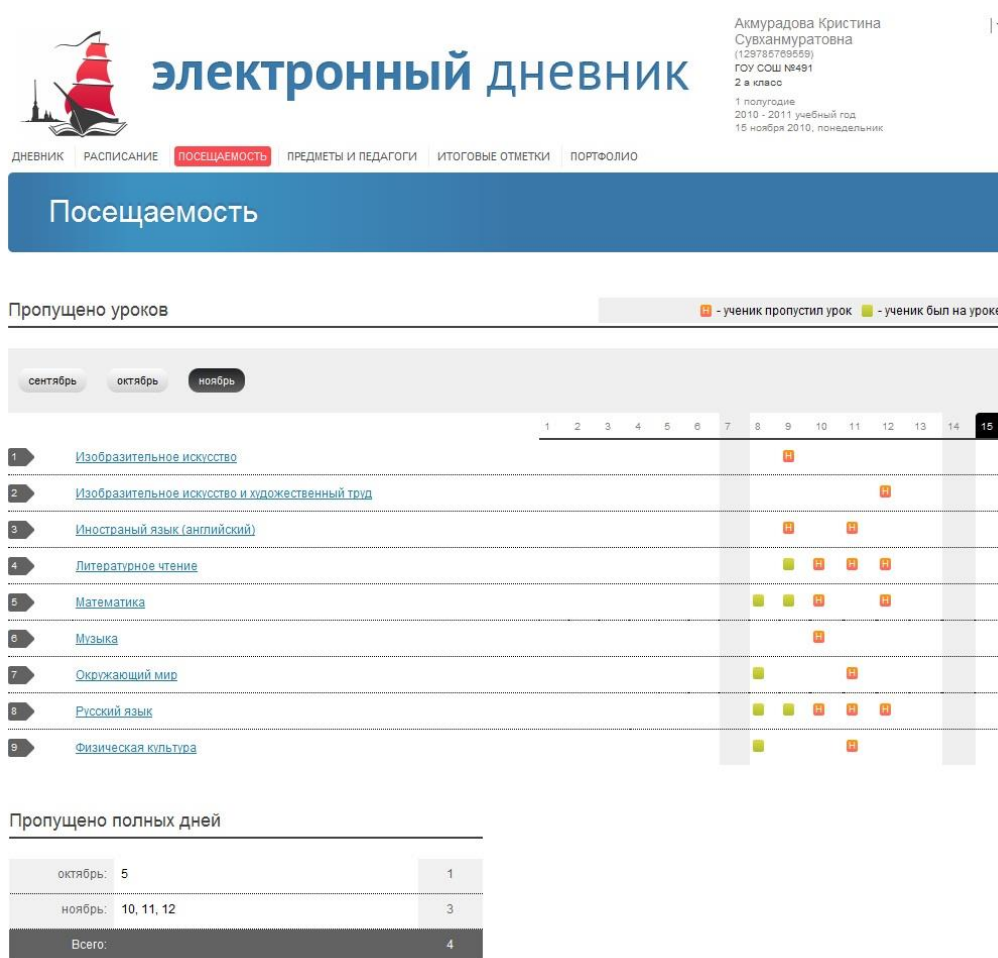 Акмурадова Кристина
Сувханмуратовна
(129785769559)
ГОУ СОШ №491
2 а класс
1 полугодие
2010 - 2011 учебный год
15 ноября 2010, понедельник
электронный дневник
ДНЕВНИК РАСПИСАНИЕ ПОСЕЩАЕМОСТЬ ПРЕДМЕТЫ И ПЕДАГОГИ ИТОГОВЫЕ ОТМЕТКИ ПОРТФОЛИО
Посещаемость
Пропущено уроков
Н - ученик пропустил урок - ученик был на уроке
сентябрь октябрь ноябрь
1 2 3 4 5 6 7 8 9 10 11 12 13 14 15
1 Изобразительное искусство Н
2 Изобразительное искусство и художественный труд Н
3 Иностраный язык (английский) Н Н
4 Литературное чтение Н Н Н
5 Математика Н Н
6 Музыка Н
7 Окружающий мир Н
8 Русский язык Н Н Н
9 Физическая культура Н
Пропущено полных дней
октябрь: 5 1
ноябрь: 10, 11, 12 3
Всего: 4